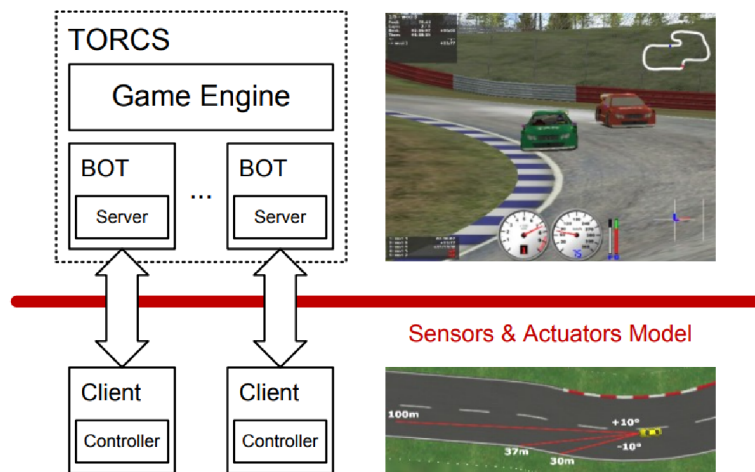 TORCS
Game Engine
BOT
...
BOT
Server
Server
75
Sensors & Actuators Model
Client
Client
Controller
Controller
100m
+10°
-10°
37m
30m